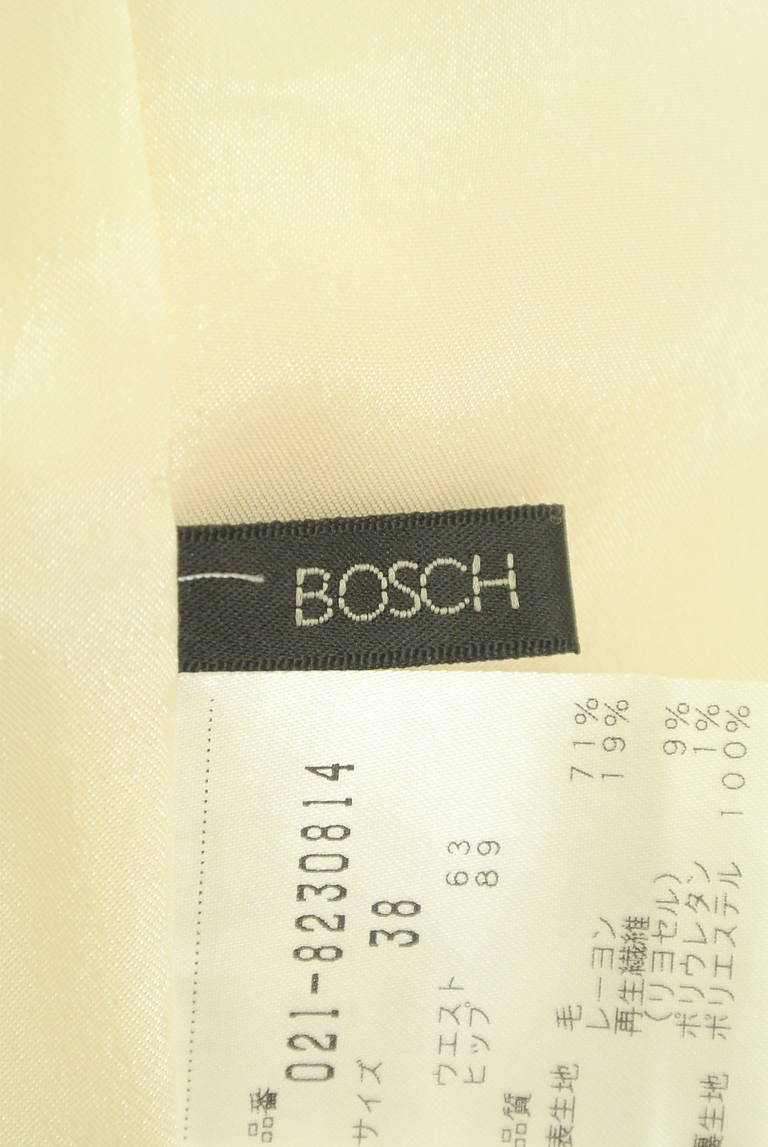 BOSCH
品番 021-8230814
サイズ 38
ウエスト 63
ヒップ 89
品質
表生地 毛 71%
レーヨン 19%
再生繊維
(リヨセル) 9%
ポリウレタン 1%
裏生地 ポリエステル 100%